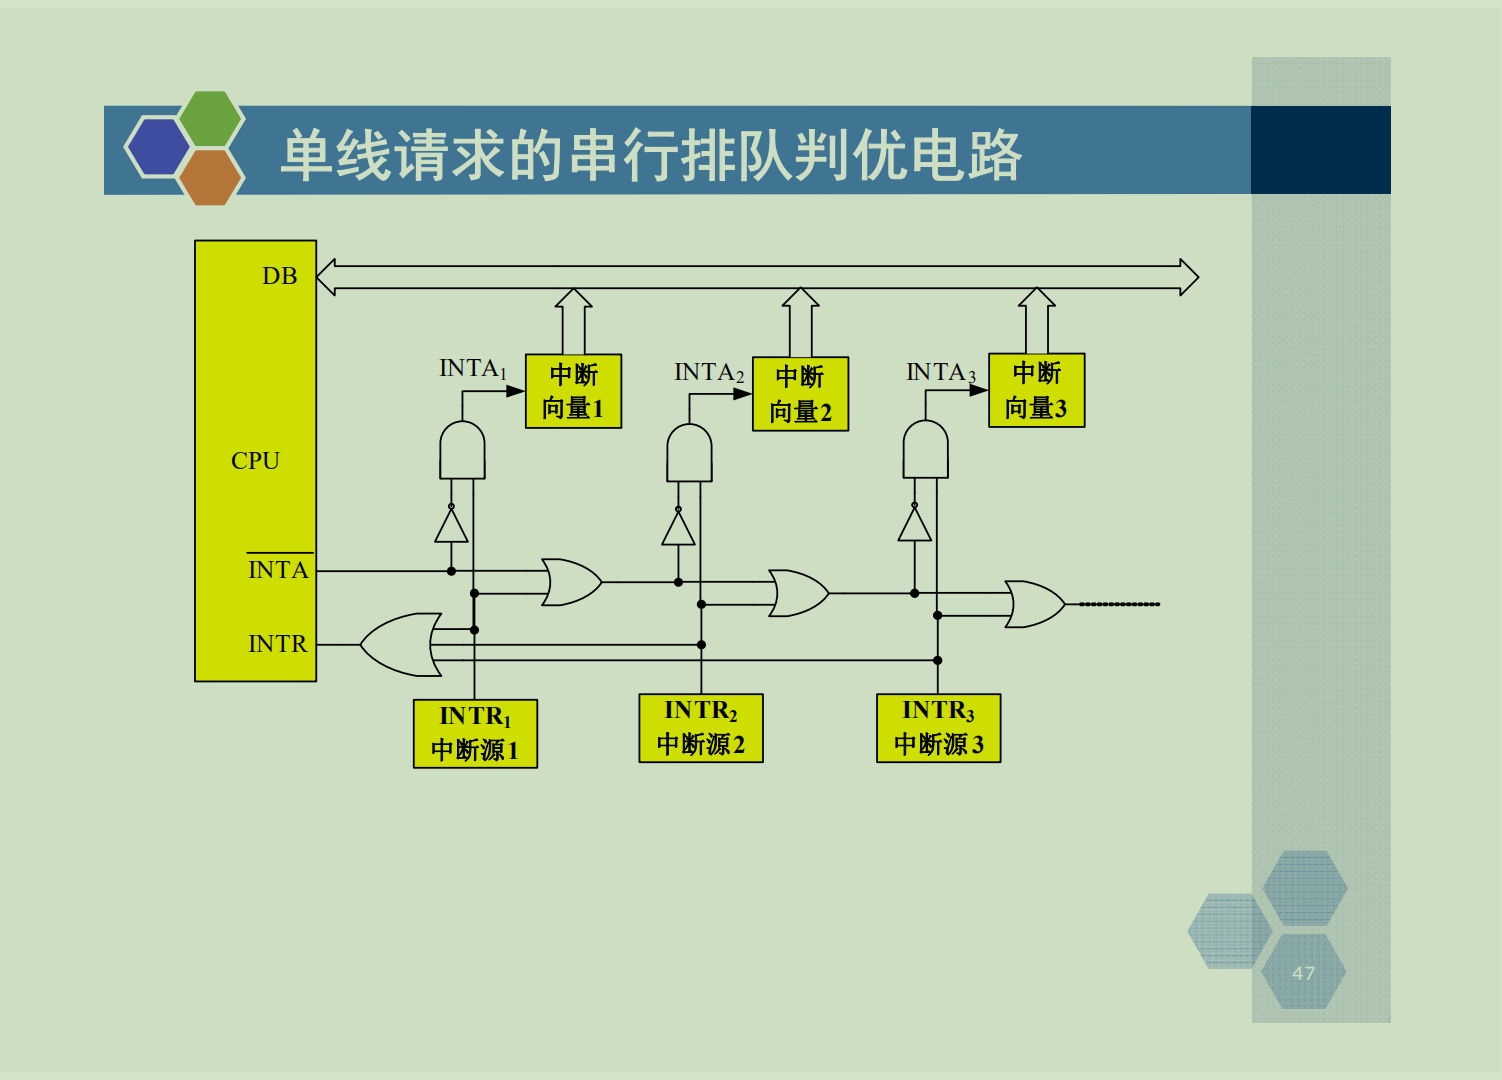 单线请求的串行排队判优电路
DB
INTA₁
中断
向量1
INTA₂
中断
向量2
INTA₃
中断
向量3
CPU
I̅N̅T̅A̅
INTR
INTR₁
中断源1
INTR₂
中断源2
INTR₃
中断源3
47